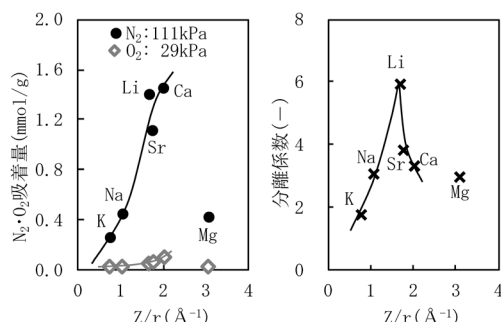 N₂・O₂吸着量(mmol/g)
2.0
1.6
1.2
0.8
0.4
0.0
N₂:111kPa
O₂: 29kPa
Li
Ca
Sr
Na
K
Mg
0 1 2 3 4
Z/r(Å⁻¹)
分離係数(−)
8
6
4
2
0
Li
Na
Sr
Ca
K
Mg
0 1 2 3 4
Z/r(Å⁻¹)